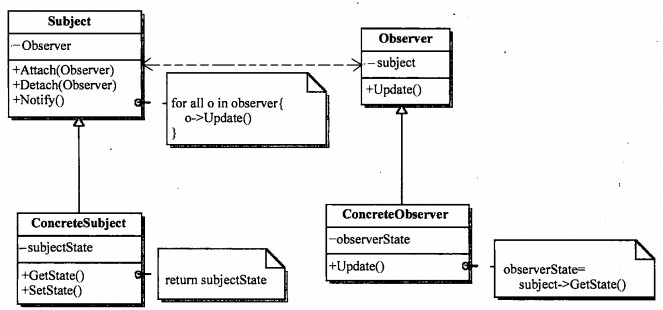 Subject
−Observer
+Attach(Observer)
+Detach(Observer)
+Notify()
for all o in observer{
o->Update()
}
Observer
−subject
+Update()
ConcreteSubject
−subjectState
+GetState()
+SetState()
return subjectState
ConcreteObserver
−observerState
+Update()
observerState=
subject->GetState()